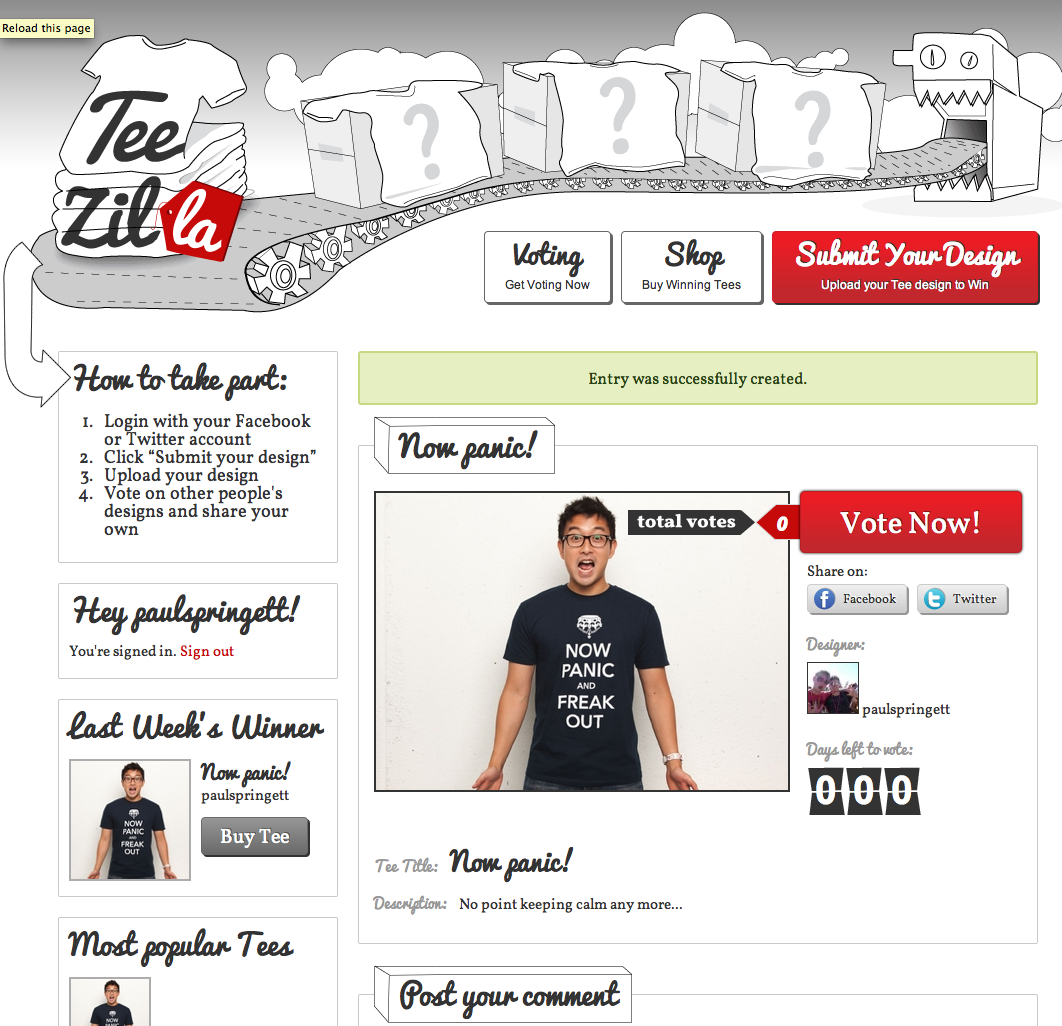 Reload this page
Tee
Zilla
?
?
?
Voting
Get Voting Now
Shop
Buy Winning Tees
Submit Your Design
Upload your Tee design to Win
How to take part:
1. Login with your Facebook
or Twitter account
2. Click “Submit your design”
3. Upload your design
4. Vote on other people's
designs and share your
own
Hey paulspringett!
You're signed in. Sign out
Last Week's Winner
NOW
PANIC
AND
FREAK
OUT
Now panic!
paulspringett
Buy Tee
Most popular Tees
Entry was successfully created.
Now panic!
NOW
PANIC
AND
FREAK
OUT
total votes 0
Vote Now!
Share on:
Facebook
Twitter
Designer:
paulspringett
Days left to vote:
000
Tee Title: Now panic!
Description: No point keeping calm any more...
Post your comment